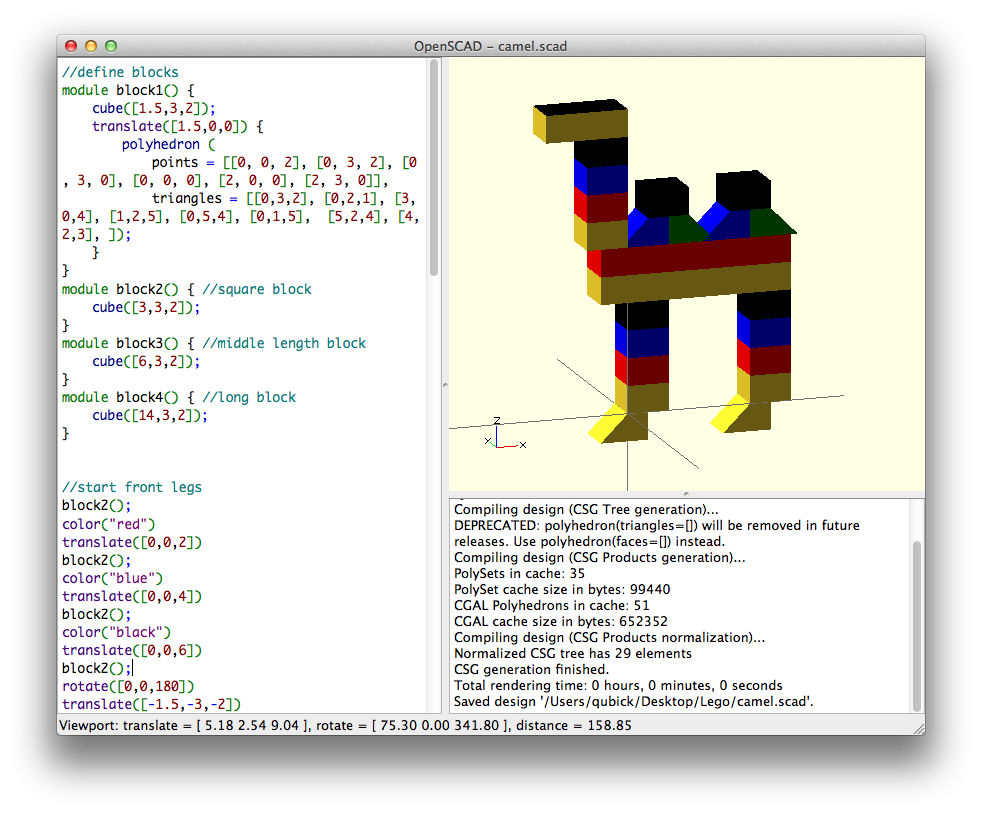 OpenSCAD – camel.scad
//define blocks
module block1() {
    cube([1.5,3,2]);
    translate([1.5,0,0]) {
        polyhedron (
            points = [[0, 0, 2], [0, 3, 2], [0
, 3, 0], [0, 0, 0], [2, 0, 0], [2, 3, 0]],
            triangles = [[0,3,2], [0,2,1], [3,
0,4], [1,2,5], [0,5,4], [0,1,5],  [5,2,4], [4,
2,3], ]);
    }
}
module block2() { //square block
    cube([3,3,2]);
}
module block3() { //middle length block
    cube([6,3,2]);
}
module block4() { //long block
    cube([14,3,2]);
}
//start front legs
block2();
color("red")
translate([0,0,2])
block2();
color("blue")
translate([0,0,4])
block2();
color("black")
translate([0,0,6])
block2();
rotate([0,0,180])
translate([-1.5,-3,-2])
Z
Y
X
Compiling design (CSG Tree generation)...
DEPRECATED: polyhedron(triangles=[]) will be removed in future
releases. Use polyhedron(faces=[]) instead.
Compiling design (CSG Products generation)...
PolySets in cache: 35
PolySet cache size in bytes: 99440
CGAL Polyhedrons in cache: 51
CGAL cache size in bytes: 652352
Compiling design (CSG Products normalization)...
Normalized CSG tree has 29 elements
CSG generation finished.
Total rendering time: 0 hours, 0 minutes, 0 seconds
Saved design '/Users/qubick/Desktop/Lego/camel.scad'.
Viewport: translate = [ 5.18 2.54 9.04 ], rotate = [ 75.30 0.00 341.80 ], distance = 158.85